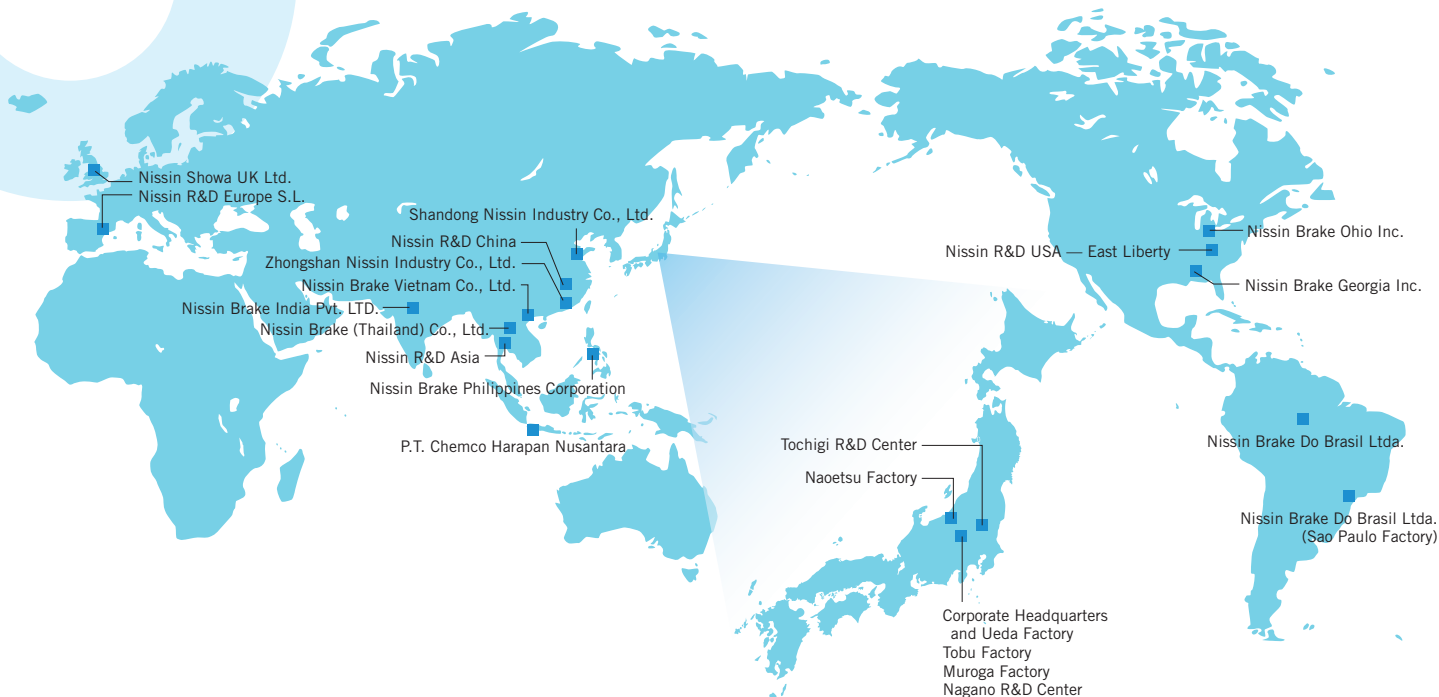 Nissin Showa UK Ltd.
Nissin R&D Europe S.L.
Shandong Nissin Industry Co., Ltd.
Nissin R&D China
Zhongshan Nissin Industry Co., Ltd.
Nissin Brake Vietnam Co., Ltd.
Nissin Brake India Pvt. LTD.
Nissin Brake (Thailand) Co., Ltd.
Nissin R&D Asia
Nissin Brake Philippines Corporation
P.T. Chemco Harapan Nusantara
Tochigi R&D Center
Naoetsu Factory
Corporate Headquarters
and Ueda Factory
Tobu Factory
Muroga Factory
Nagano R&D Center
Nissin Brake Ohio Inc.
Nissin R&D USA — East Liberty
Nissin Brake Georgia Inc.
Nissin Brake Do Brasil Ltda.
Nissin Brake Do Brasil Ltda.
(Sao Paulo Factory)